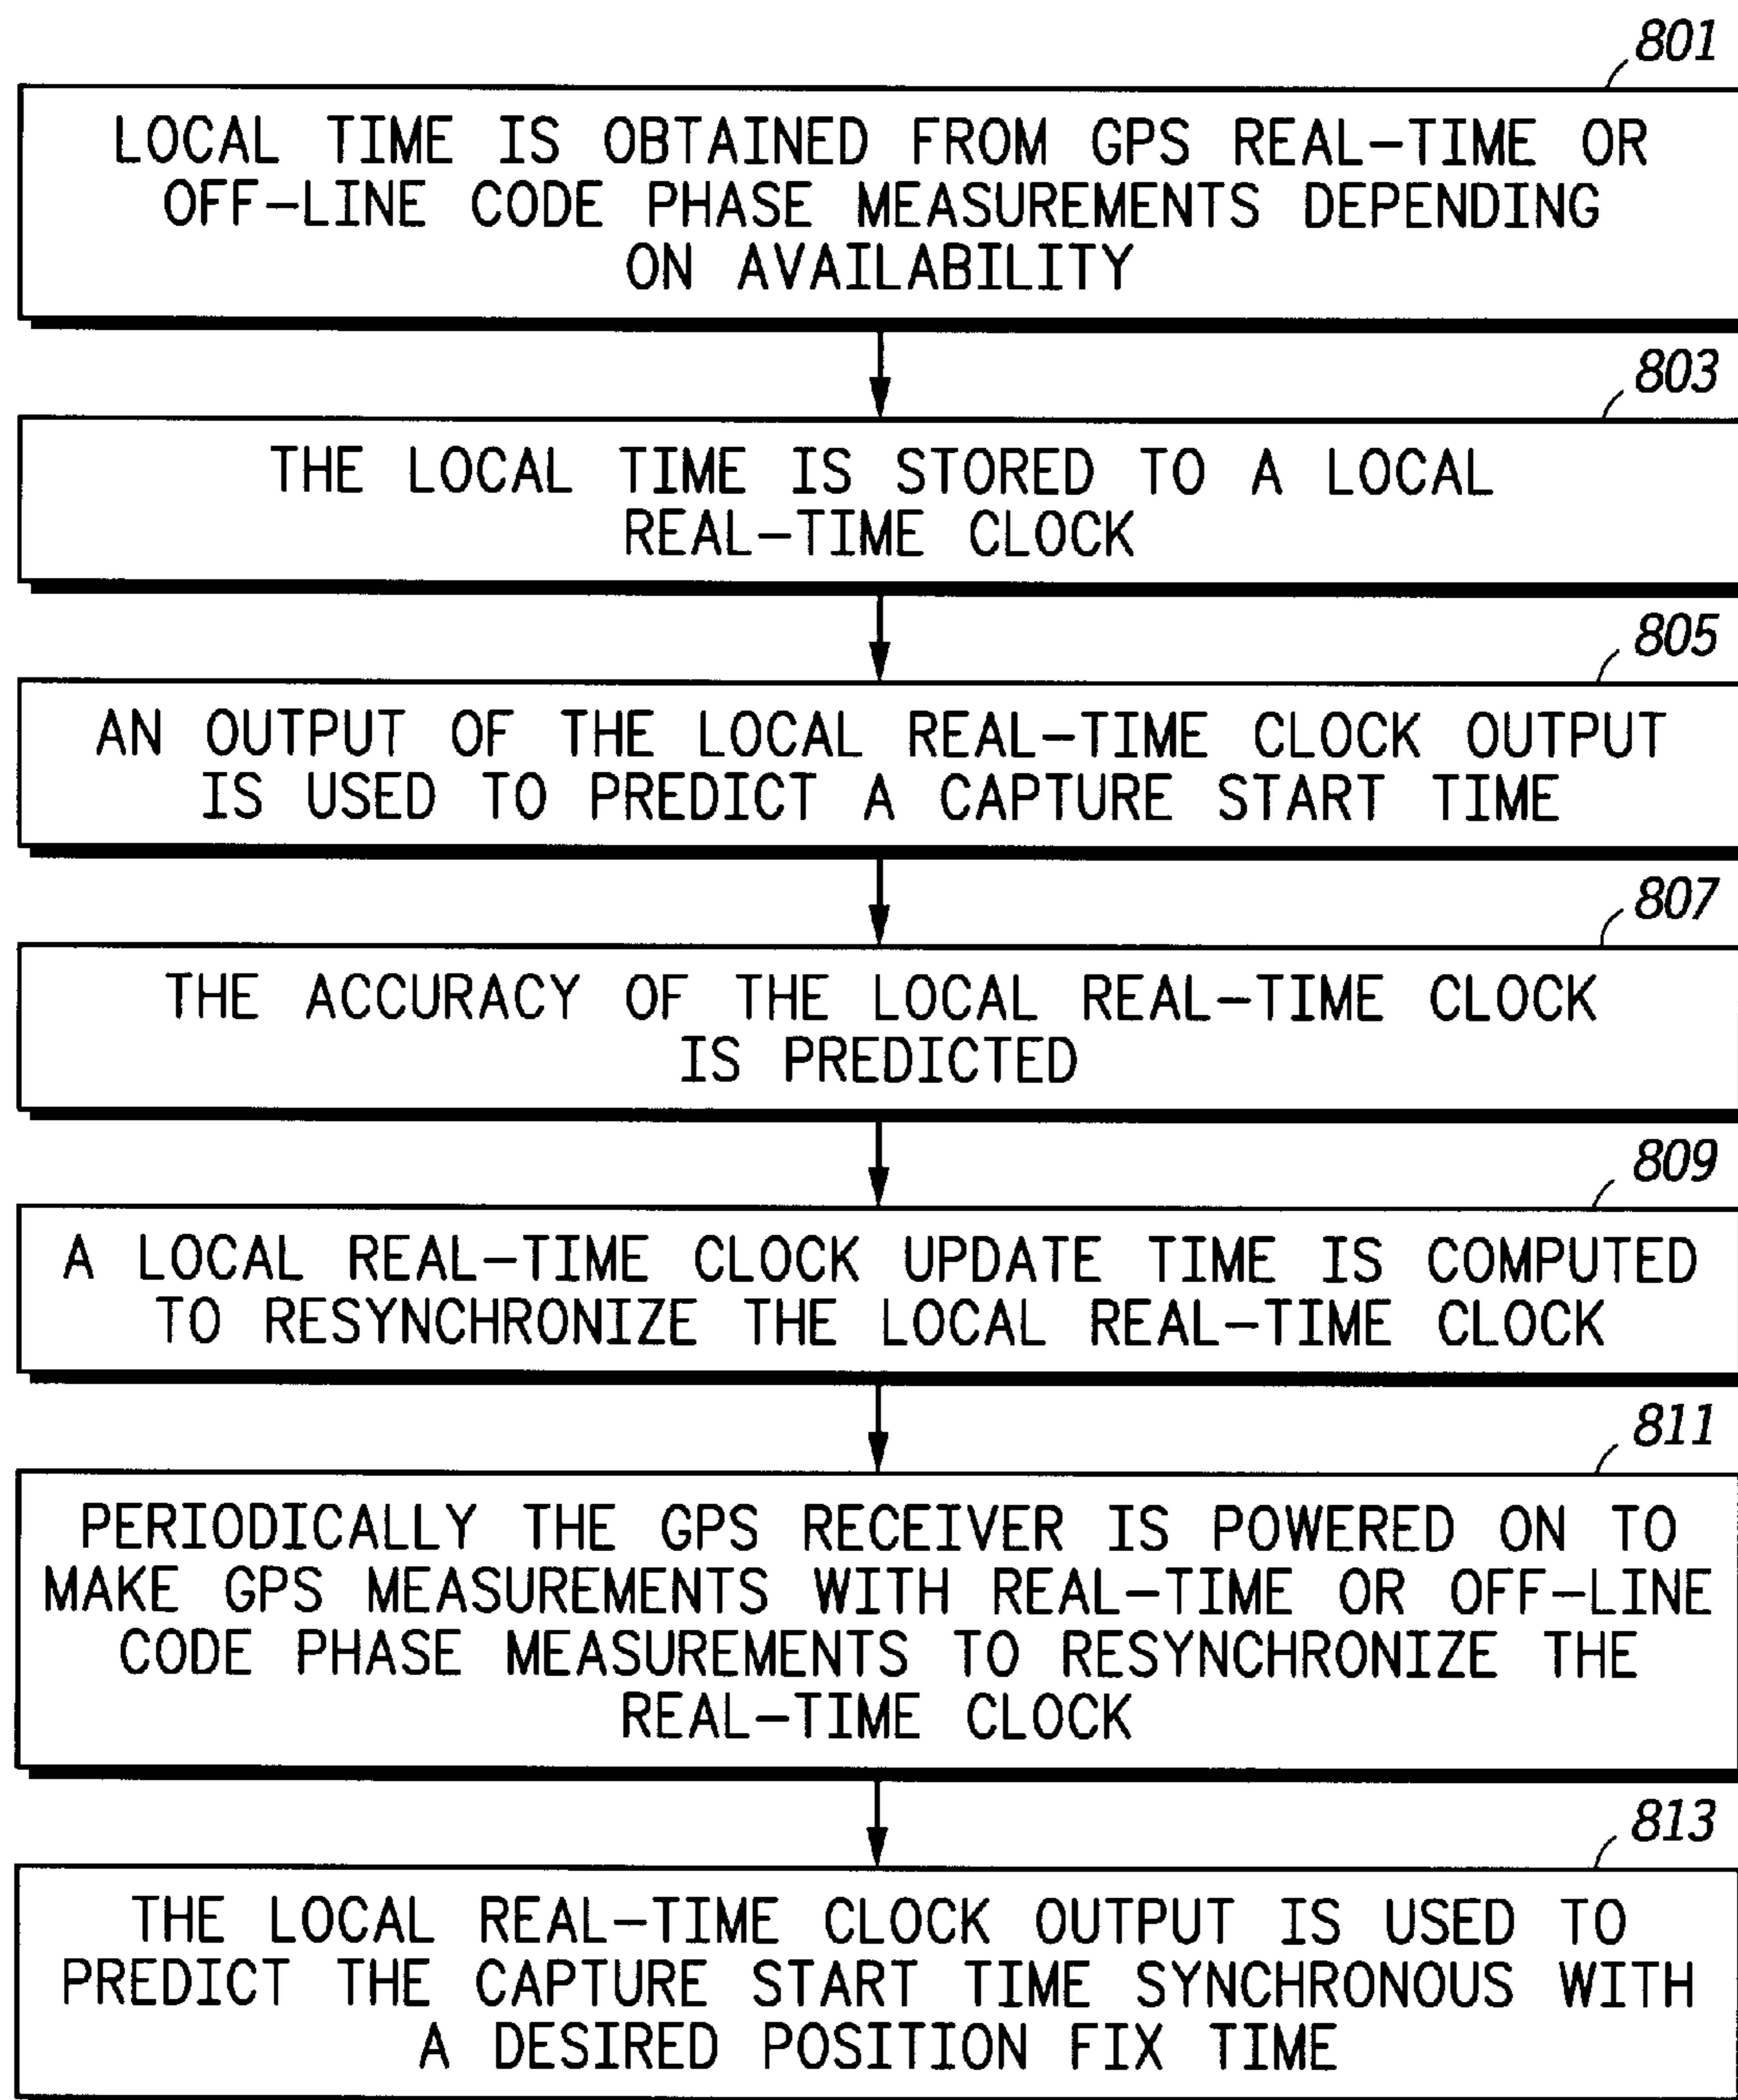 801
LOCAL TIME IS OBTAINED FROM GPS REAL-TIME OR
OFF-LINE CODE PHASE MEASUREMENTS DEPENDING
ON AVAILABILITY
803
THE LOCAL TIME IS STORED TO A LOCAL
REAL-TIME CLOCK
805
AN OUTPUT OF THE LOCAL REAL-TIME CLOCK OUTPUT
IS USED TO PREDICT A CAPTURE START TIME
807
THE ACCURACY OF THE LOCAL REAL-TIME CLOCK
IS PREDICTED
809
A LOCAL REAL-TIME CLOCK UPDATE TIME IS COMPUTED
TO RESYNCHRONIZE THE LOCAL REAL-TIME CLOCK
811
PERIODICALLY THE GPS RECEIVER IS POWERED ON TO
MAKE GPS MEASUREMENTS WITH REAL-TIME OR OFF-LINE
CODE PHASE MEASUREMENTS TO RESYNCHRONIZE THE
REAL-TIME CLOCK
813
THE LOCAL REAL-TIME CLOCK OUTPUT IS USED TO
PREDICT THE CAPTURE START TIME SYNCHRONOUS WITH
A DESIRED POSITION FIX TIME